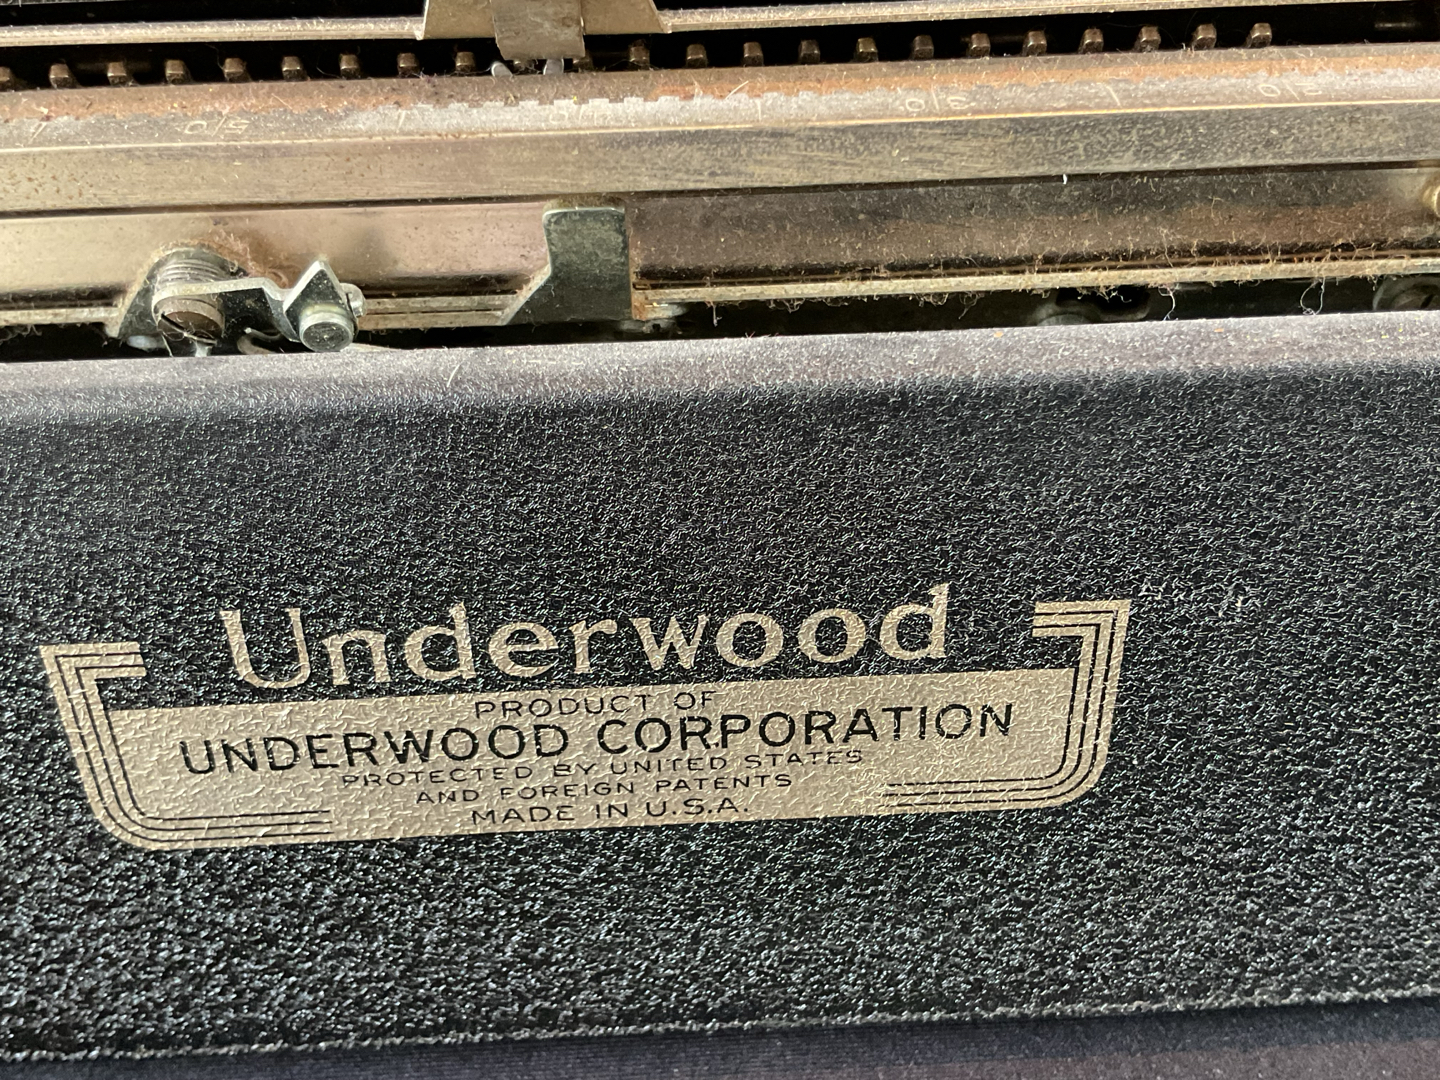 Underwood
PRODUCT OF
UNDERWOOD CORPORATION
PROTECTED BY UNITED STATES
AND FOREIGN PATENTS
MADE IN U.S.A.